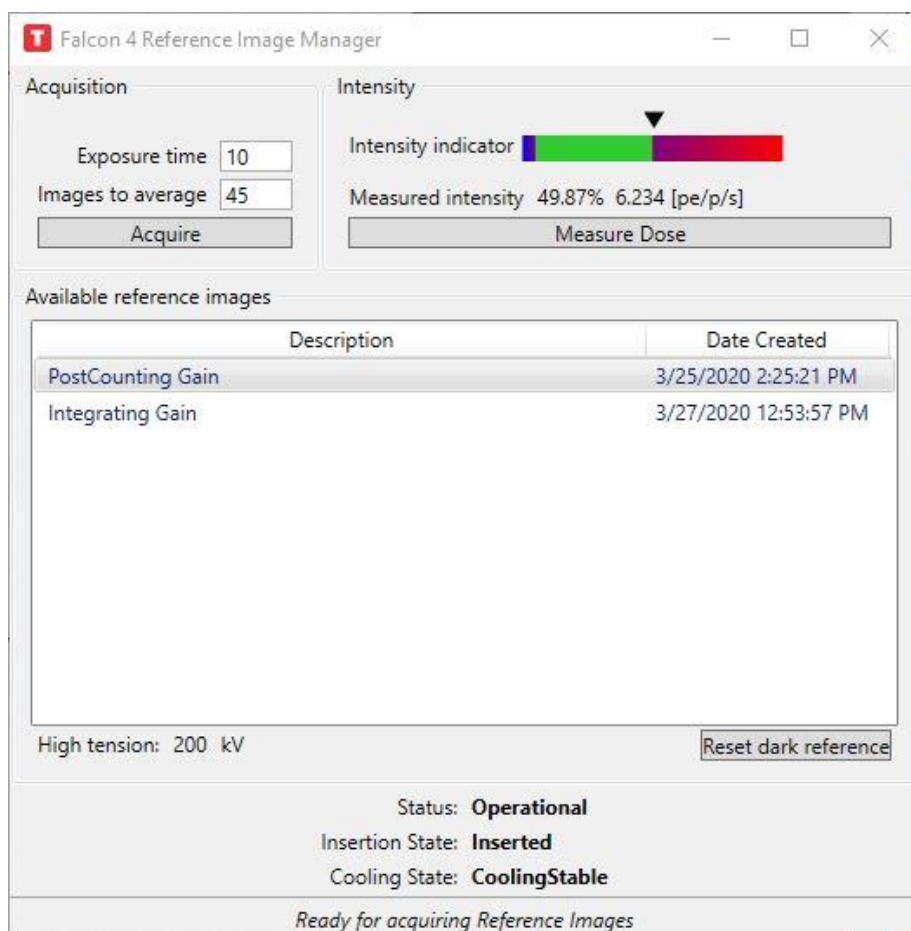 Falcon 4 Reference Image Manager
Acquisition
Exposure time 10
Images to average 45
Acquire
Intensity
Intensity indicator
Measured intensity 49.87% 6.234 [pe/p/s]
Measure Dose
Available reference images
Description Date Created
PostCounting Gain 3/25/2020 2:25:21 PM
Integrating Gain 3/27/2020 12:53:57 PM
High tension: 200 kV
Reset dark reference
Status: Operational
Insertion State: Inserted
Cooling State: CoolingStable
Ready for acquiring Reference Images